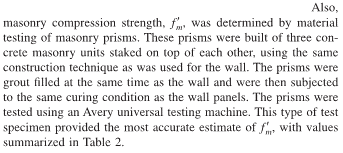 Also,
masonry compression strength, f′m, was determined by material
testing of masonry prisms. These prisms were built of three con-
crete masonry units staked on top of each other, using the same
construction technique as was used for the wall. The prisms were
grout filled at the same time as the wall and were then subjected
to the same curing condition as the wall panels. The prisms were
tested using an Avery universal testing machine. This type of test
specimen provided the most accurate estimate of f′m, with values
summarized in Table 2.